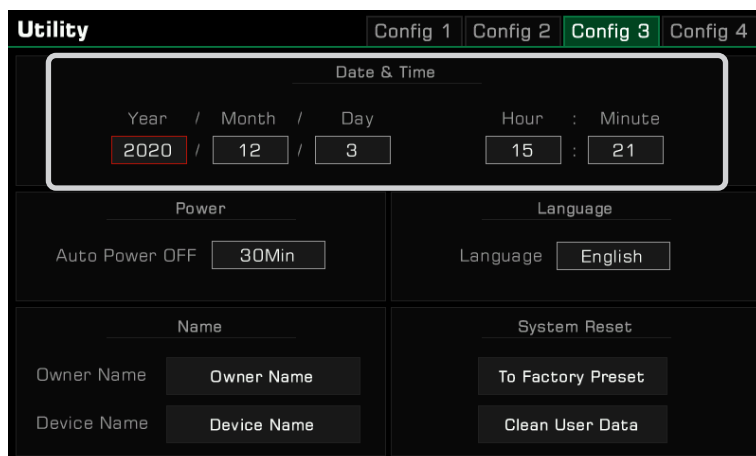 Utility Config 1 Config 2 Config 3 Config 4
Date & Time
Year / Month / Day Hour : Minute
2020 / 12 / 3 15 : 21
Power Language
Auto Power OFF 30Min Language English
Name System Reset
Owner Name Owner Name To Factory Preset
Device Name Device Name Clean User Data